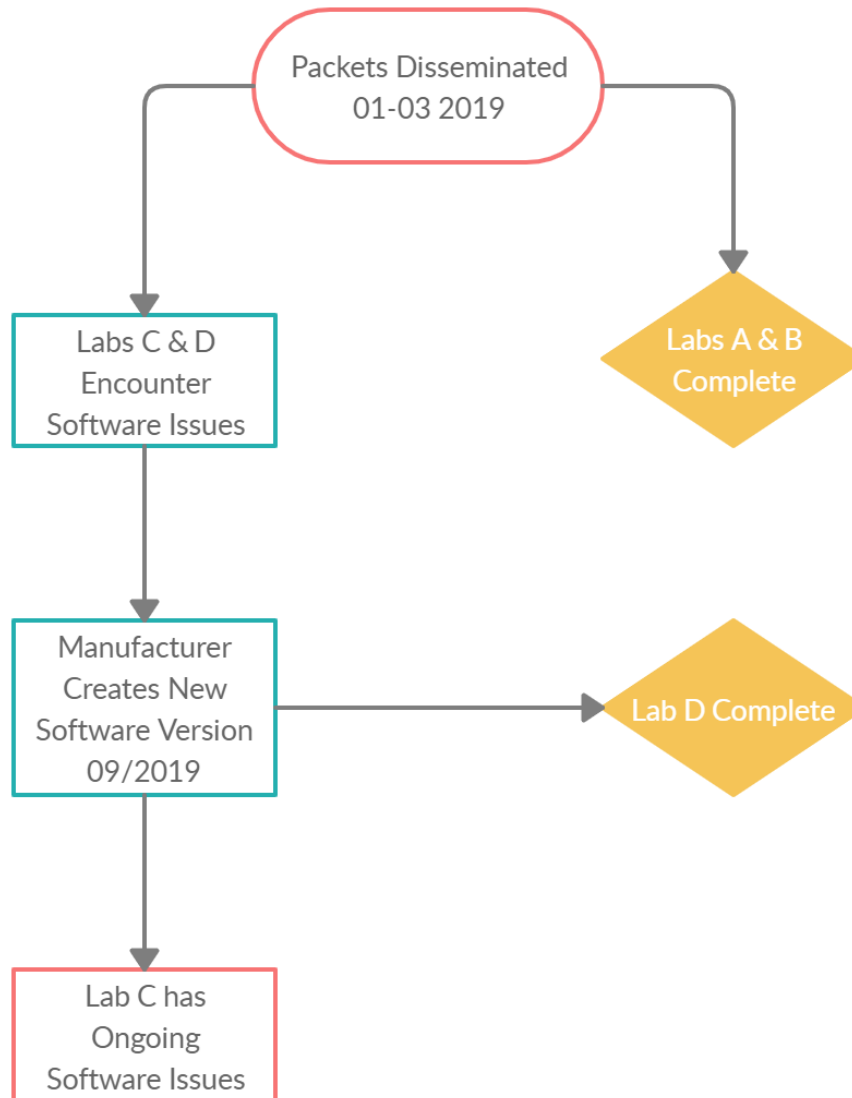 Packets Disseminated
01-03 2019
Labs C & D
Encounter
Software Issues
Labs A & B
Complete
Manufacturer
Creates New
Software Version
09/2019
Lab D Complete
Lab C has
Ongoing
Software Issues